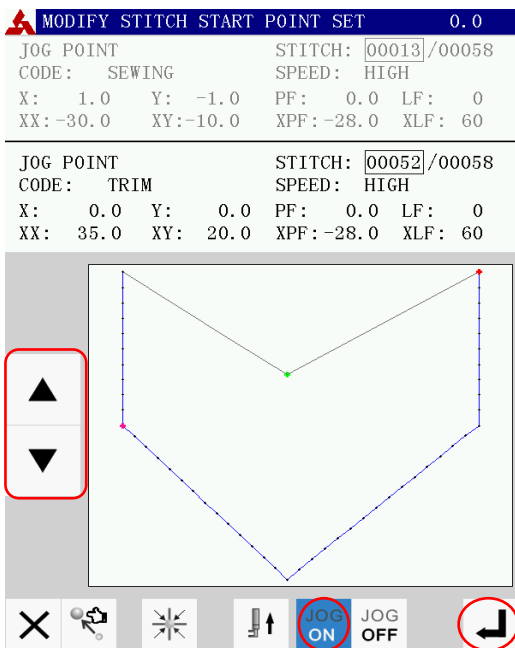 MODIFY STITCH START POINT SET 0.0
JOG POINT STITCH: 00013/00058
CODE: SEWING SPEED: HIGH
X: 1.0 Y: -1.0 PF: 0.0 LF: 0
XX:-30.0 XY:-10.0 XPF:-28.0 XLF: 60
JOG POINT STITCH: 00052/00058
CODE: TRIM SPEED: HIGH
X: 0.0 Y: 0.0 PF: 0.0 LF: 0
XX: 35.0 XY: 20.0 XPF:-28.0 XLF: 60
JOG JOG
ON OFF